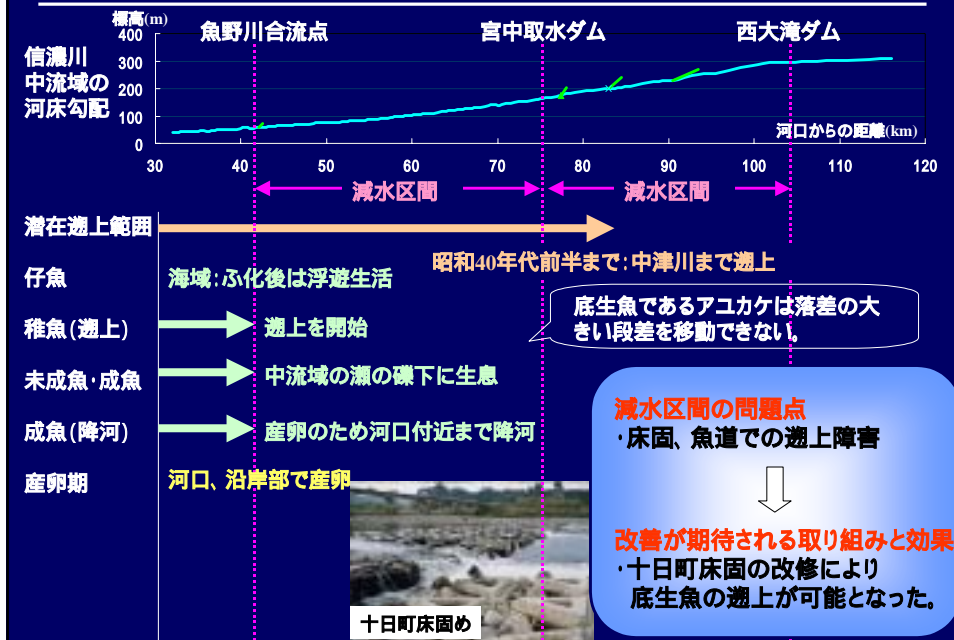 標高(m)
魚野川合流点 宮中取水ダム 西大滝ダム
信濃川
中流域の
河床勾配
400
300
200
100
0
河口からの距離(km)
30 40 50 60 70 80 90 100 110 120
減水区間 減水区間
潜在遡上範囲
昭和40年代前半まで:中津川まで遡上
仔魚 海域:ふ化後は浮遊生活
底生魚であるアユカケは落差の大
きい段差を移動できない。
稚魚(遡上) 遡上を開始
未成魚・成魚 中流域の瀬の礫下に生息
成魚(降河) 産卵のため河口付近まで降河
産卵期 河口、沿岸部で産卵
減水区間の問題点
・床固、魚道での遡上障害
改善が期待される取り組みと効果
・十日町床固の改修により
底生魚の遡上が可能となった。
十日町床固め